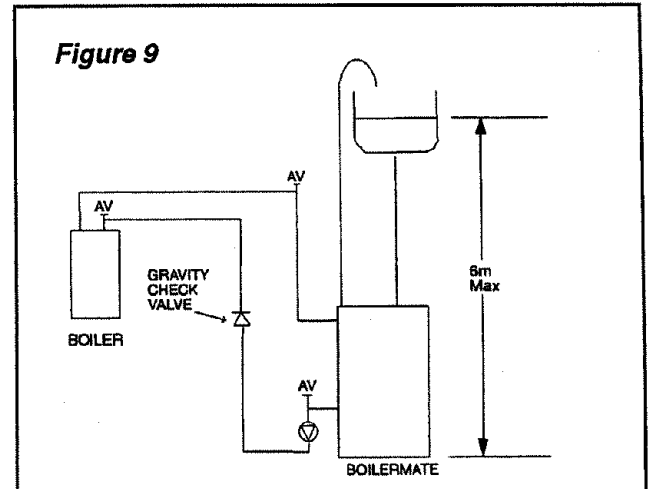 Figure 9
AV
AV
GRAVITY
CHECK
VALVE
BOILER
6m
Max
AV
BOILERMATE